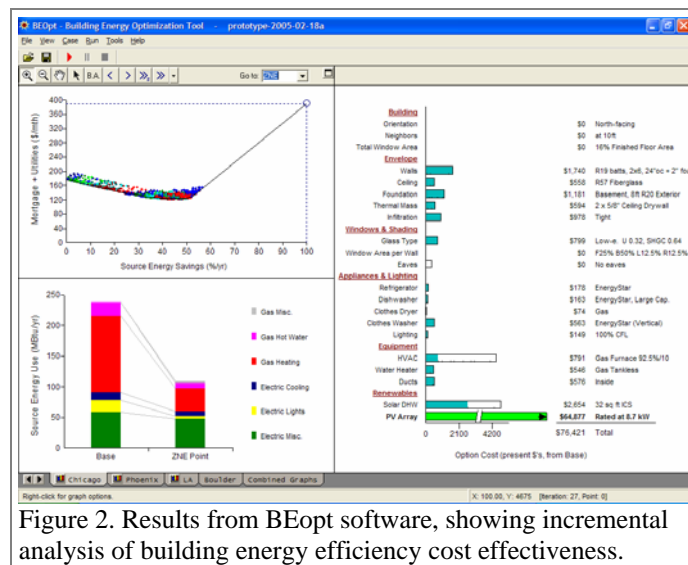 BEOpt - Building Energy Optimization Tool - prototype-2005-02-18a
File View Case Run Tools Help
B.A. Go to: ZNE
Mortgage + Utilities ($/mth)
400
360
320
280
240
200
160
120
80
40
0
0 10 20 30 40 50 60 70 80 90 100
Source Energy Savings (%/yr)
Source Energy Use (MBtu/yr)
250
200
150
100
50
0
Base ZNE Point
Gas Misc.
Gas Hot Water
Gas Heating
Electric Cooling
Electric Lights
Electric Misc.
Building
Orientation $0 North-facing
Neighbors $0 at 10ft
Total Window Area $0 16% Finished Floor Area
Envelope
Walls $1,740 R19 batts, 2x6, 24"oc + 2" fo
Ceiling $558 R57 Fiberglass
Foundation $1,181 Basement, 8ft R20 Exterior
Thermal Mass $594 2 x 5/8" Ceiling Drywall
Infiltration $978 Tight
Windows & Shading
Glass Type $799 Low-e. U 0.32, SHGC 0.64
Window Area per Wall $0 F25% B50% L12.5% R12.5%
Eaves $0 No eaves
Appliances & Lighting
Refrigerator $178 EnergyStar
Dishwasher $163 EnergyStar, Large Cap.
Clothes Dryer $74 Gas
Clothes Washer $563 EnergyStar (Vertical)
Lighting $149 100% CFL
Equipment
HVAC $791 Gas Furnace 92.5%/10
Water Heater $546 Gas Tankless
Ducts $576 Inside
Renewables
Solar DHW $2,654 32 sq ft ICS
PV Array $64,877 Rated at 8.7 kW
0 2100 4200 $76,421 Total
Option Cost (present $'s, from Base)
Chicago Phoenix LA Boulder Combined Graphs
Right-click for graph options. X: 100.00, Y: 4675 [Iteration: 27, Point: 0]
Figure 2. Results from BEopt software, showing incremental
analysis of building energy efficiency cost effectiveness.